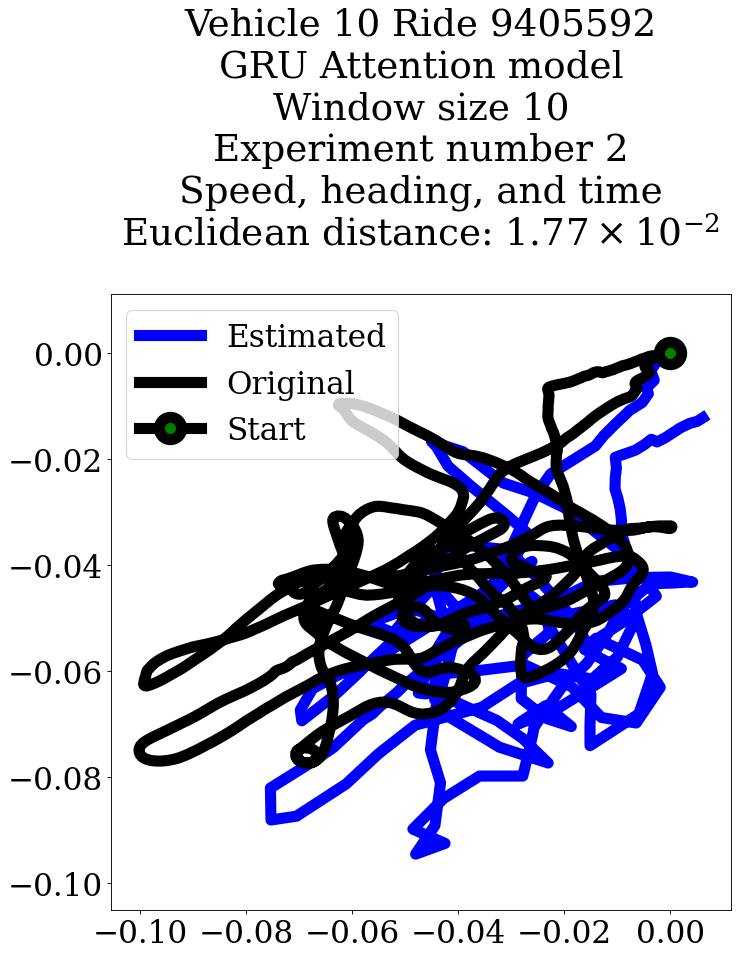 Vehicle 10 Ride 9405592
GRU Attention model
Window size 10
Experiment number 2
Speed, heading, and time
Euclidean distance: 1.77 × 10⁻²
Estimated
Original
Start
0.00
−0.02
−0.04
−0.06
−0.08
−0.10
−0.10 −0.08 −0.06 −0.04 −0.02 0.00